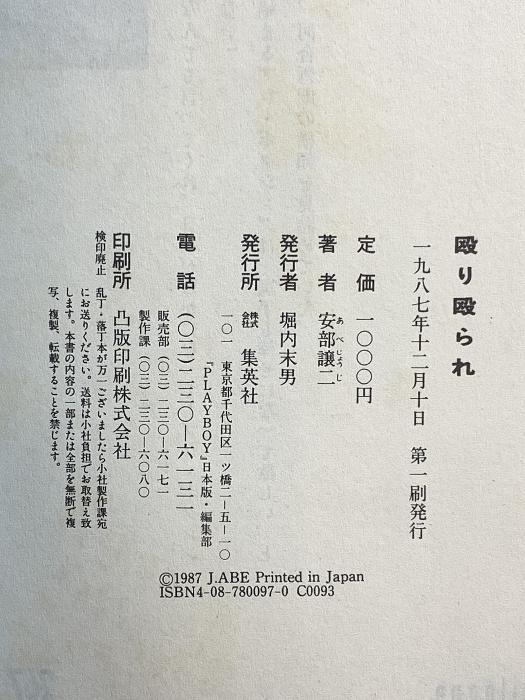 殴り殴られ
一九八七年十二月十日　第一刷発行
定価　一〇〇〇円
著者　安部譲二
あべじょうじ
発行者　堀内末男
発行所　株式会社　集英社
一〇一　東京都千代田区一ツ橋二―五―一〇
『PLAYBOY』日本版・編集部
電話　(〇三)二三〇―六一三一
販売部 (〇三) 二三〇―六一七一
製作課 (〇三) 二三〇―六〇八〇
印刷所　凸版印刷株式会社
検印廃止　乱丁・落丁本が万一ございましたら小社製作課宛
にお送りください。送料は小社負担でお取替え致
します。本書の内容の一部または全部を無断で複
写、複製、転載することを禁じます。
©1987 J.ABE Printed in Japan
ISBN4-08-780097-0 C0093